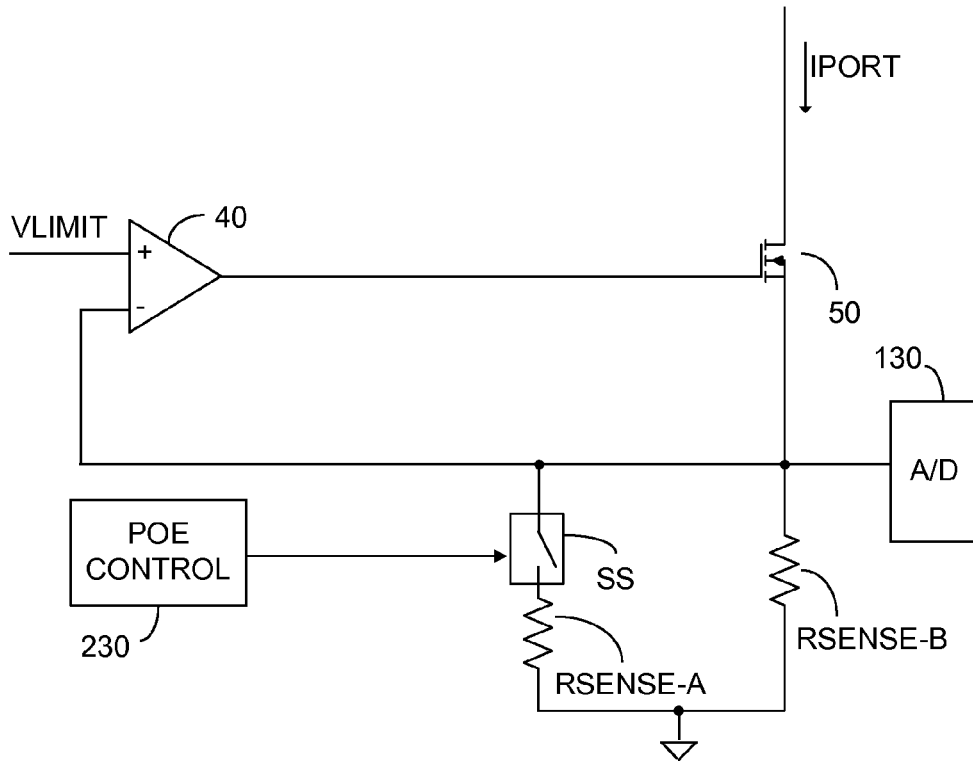 IPORT
40
VLIMIT
+
-
50
130
A/D
POE
CONTROL
SS
230
RSENSE-A
RSENSE-B